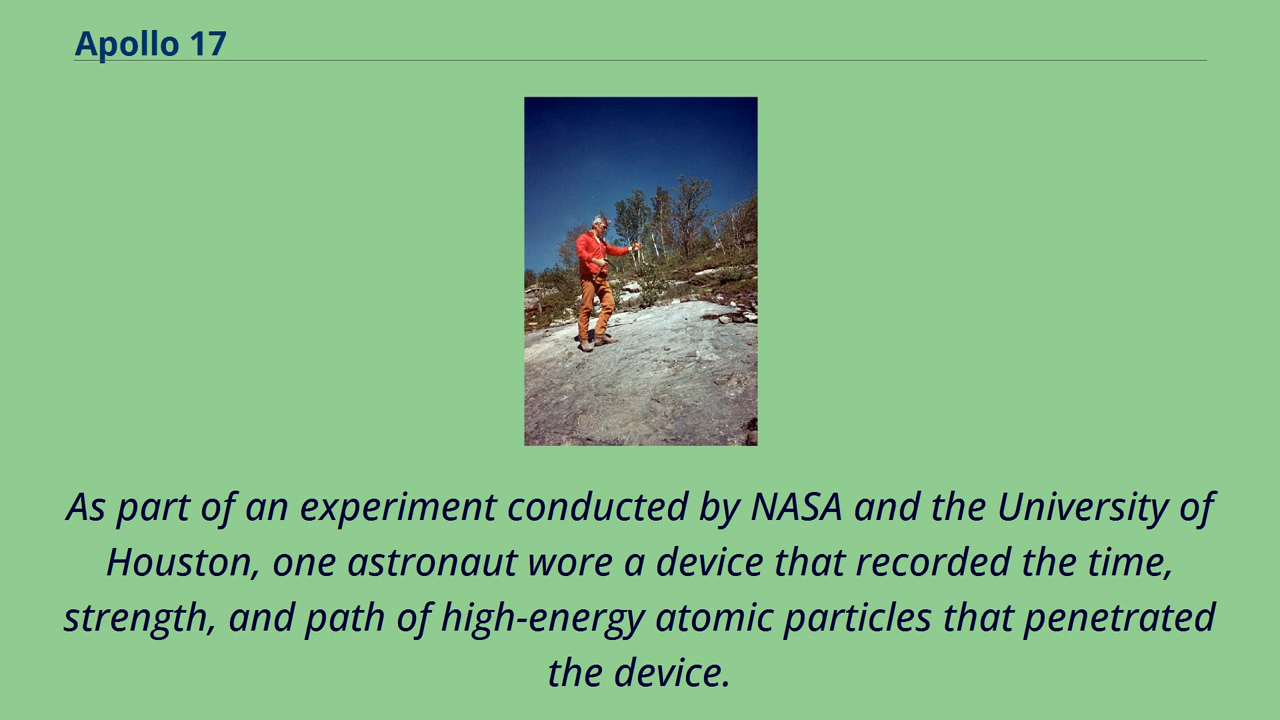 Apollo 17
As part of an experiment conducted by NASA and the University of
Houston, one astronaut wore a device that recorded the time,
strength, and path of high-energy atomic particles that penetrated
the device.